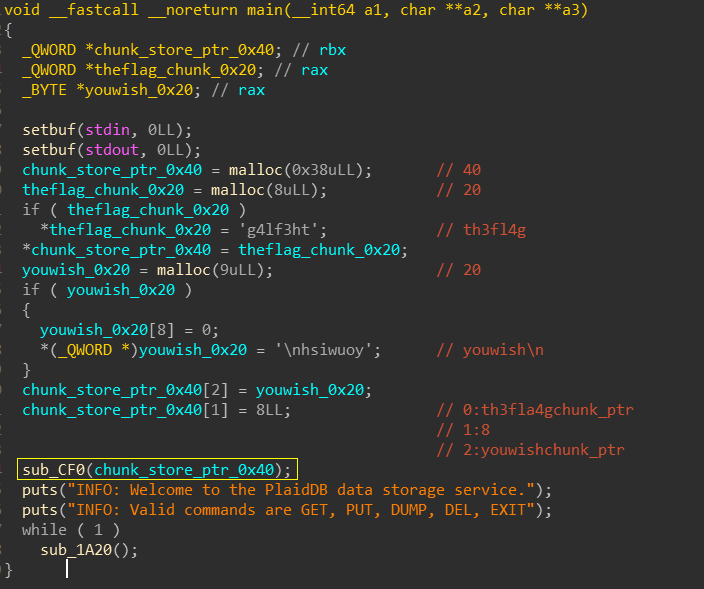 void __fastcall __noreturn main(__int64 a1, char **a2, char **a3)
{
  _QWORD *chunk_store_ptr_0x40; // rbx
  _QWORD *theflag_chunk_0x20; // rax
  _BYTE *youwish_0x20; // rax

  setbuf(stdin, 0LL);
  setbuf(stdout, 0LL);
  chunk_store_ptr_0x40 = malloc(0x38uLL);       // 40
  theflag_chunk_0x20 = malloc(8uLL);            // 20
  if ( theflag_chunk_0x20 )
    *theflag_chunk_0x20 = 'g4lf3ht';            // th3fl4g
  *chunk_store_ptr_0x40 = theflag_chunk_0x20;
  youwish_0x20 = malloc(9uLL);                  // 20
  if ( youwish_0x20 )
  {
    youwish_0x20[8] = 0;
    *(_QWORD *)youwish_0x20 = '\nhsiwuoy';      // youwish\n
  }
  chunk_store_ptr_0x40[2] = youwish_0x20;
  chunk_store_ptr_0x40[1] = 8LL;                // 0:th3fla4gchunk_ptr
                                                // 1:8
                                                // 2:youwishchunk_ptr
  sub_CF0(chunk_store_ptr_0x40);
  puts("INFO: Welcome to the PlaidDB data storage service.");
  puts("INFO: Valid commands are GET, PUT, DUMP, DEL, EXIT");
  while ( 1 )
    sub_1A20();
}